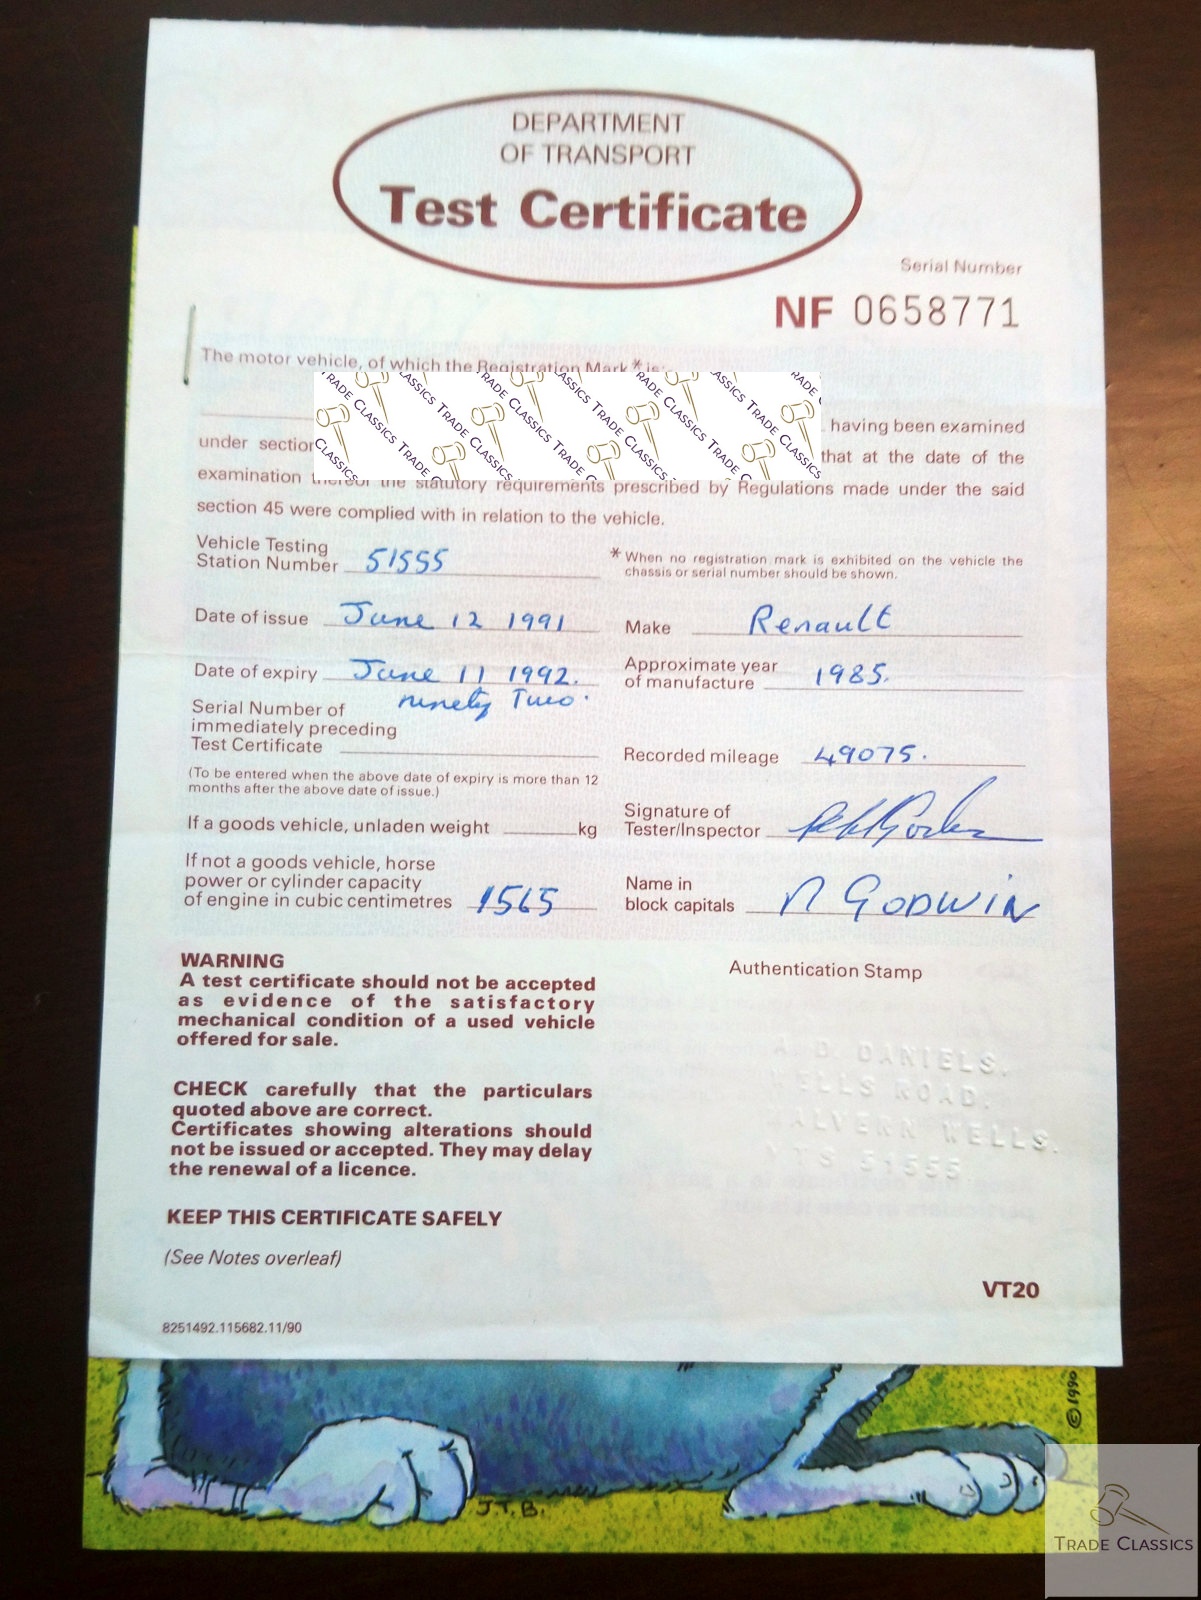 DEPARTMENT
OF TRANSPORT
Test Certificate
Serial Number
NF 0658771
The motor vehicle, of which the Registration Mark * is:
having been examined
under section that at the date of the
examination thereof the statutory requirements prescribed by Regulations made under the said
section 45 were complied with in relation to the vehicle.
Vehicle Testing
Station Number 51555
* When no registration mark is exhibited on the vehicle the
chassis or serial number should be shown.
Date of issue June 12 1991
Make Renault
Date of expiry June 11 1992.
ninety Two.
Approximate year
of manufacture 1985.
Serial Number of
immediately preceding
Test Certificate
Recorded mileage 49075.
(To be entered when the above date of expiry is more than 12
months after the above date of issue.)
Signature of
Tester/Inspector
If a goods vehicle, unladen weight kg
If not a goods vehicle, horse
power or cylinder capacity
of engine in cubic centimetres 1565
Name in
block capitals N GODWIN
WARNING
A test certificate should not be accepted
as evidence of the satisfactory
mechanical condition of a used vehicle
offered for sale.
Authentication Stamp
A. D. DANIELS.
WELLS ROAD.
MALVERN WELLS.
VTS 51555
CHECK carefully that the particulars
quoted above are correct.
Certificates showing alterations should
not be issued or accepted. They may delay
the renewal of a licence.
KEEP THIS CERTIFICATE SAFELY
(See Notes overleaf)
VT20
8251492.115682.11/90
© 1990
J.T.B.
TRADE CLASSICS